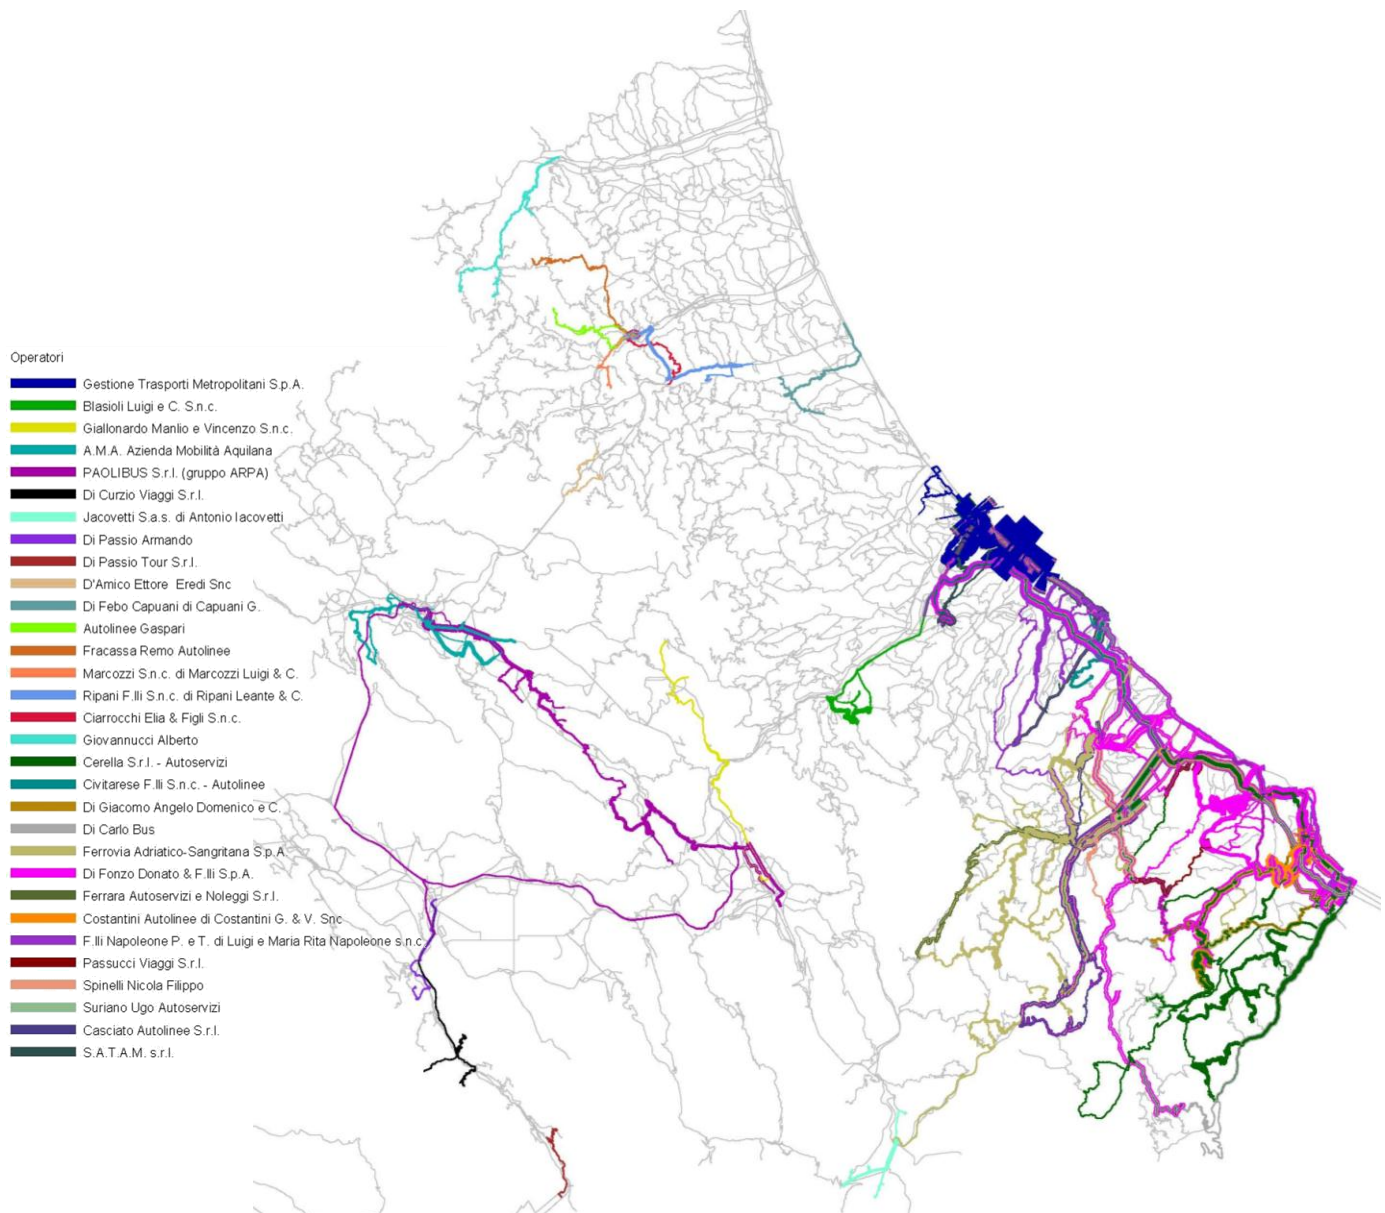 Operatori
Gestione Trasporti Metropolitani S.p.A.
Blasioli Luigi e C. S.n.c.
Giallonardo Manlio e Vincenzo S.n.c.
A.M.A. Azienda Mobilità Aquilana
PAOLIBUS S.r.l. (gruppo ARPA)
Di Curzio Viaggi S.r.l.
Jacovetti S.a.s. di Antonio Iacovetti
Di Passio Armando
Di Passio Tour S.r.l.
D'Amico Ettore Eredi Snc
Di Febo Capuani di Capuani G.
Autolinee Gaspari
Fracassa Remo Autolinee
Marcozzi S.n.c. di Marcozzi Luigi & C.
Ripani F.lli S.n.c. di Ripani Leante & C.
Ciarrocchi Elia & Figli S.n.c.
Giovannucci Alberto
Cerella S.r.l. - Autoservizi
Civitarese F.lli S.n.c. - Autolinee
Di Giacomo Angelo Domenico e C.
Di Carlo Bus
Ferrovia Adriatico-Sangritana S.p.A.
Di Fonzo Donato & F.lli S.p.A.
Ferrara Autoservizi e Noleggi S.r.l.
Costantini Autolinee di Costantini G. & V. Snc
F.lli Napoleone P. e T. di Luigi e Maria Rita Napoleone s.n.c.
Passucci Viaggi S.r.l.
Spinelli Nicola Filippo
Suriano Ugo Autoservizi
Casciato Autolinee S.r.l.
S.A.T.A.M. s.r.l.